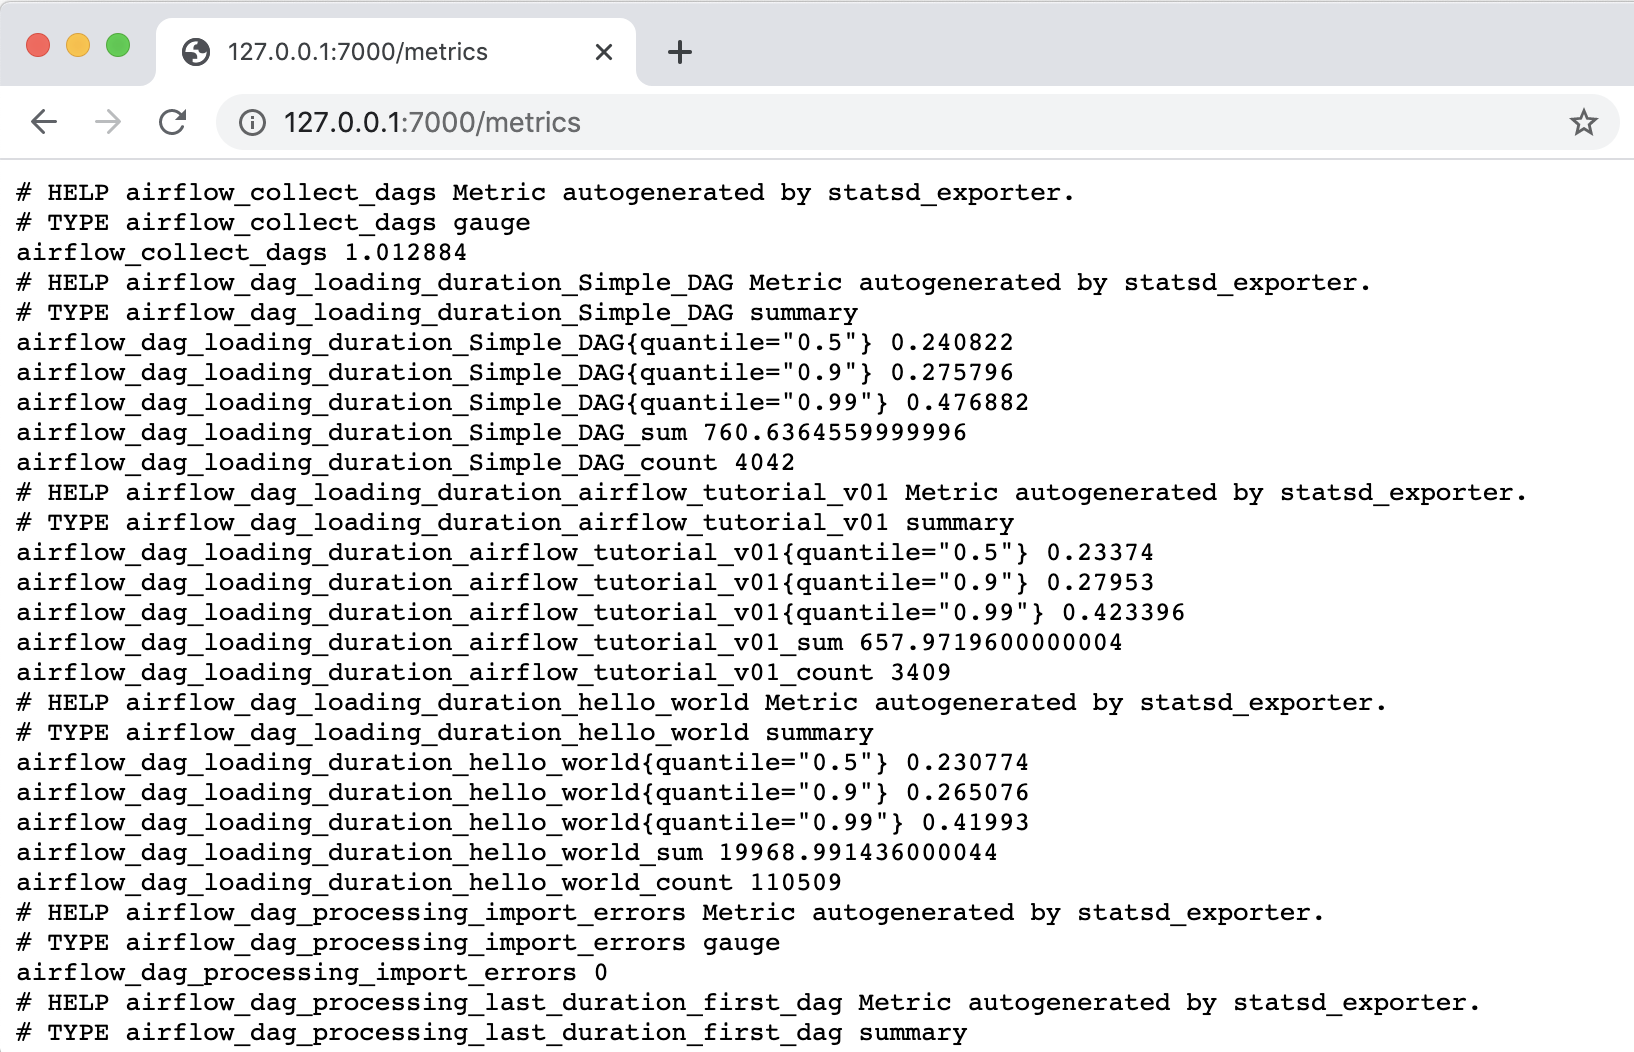 127.0.0.1:7000/metrics
127.0.0.1:7000/metrics
# HELP airflow_collect_dags Metric autogenerated by statsd_exporter.
# TYPE airflow_collect_dags gauge
airflow_collect_dags 1.012884
# HELP airflow_dag_loading_duration_Simple_DAG Metric autogenerated by statsd_exporter.
# TYPE airflow_dag_loading_duration_Simple_DAG summary
airflow_dag_loading_duration_Simple_DAG{quantile="0.5"} 0.240822
airflow_dag_loading_duration_Simple_DAG{quantile="0.9"} 0.275796
airflow_dag_loading_duration_Simple_DAG{quantile="0.99"} 0.476882
airflow_dag_loading_duration_Simple_DAG_sum 760.6364559999996
airflow_dag_loading_duration_Simple_DAG_count 4042
# HELP airflow_dag_loading_duration_airflow_tutorial_v01 Metric autogenerated by statsd_exporter.
# TYPE airflow_dag_loading_duration_airflow_tutorial_v01 summary
airflow_dag_loading_duration_airflow_tutorial_v01{quantile="0.5"} 0.23374
airflow_dag_loading_duration_airflow_tutorial_v01{quantile="0.9"} 0.27953
airflow_dag_loading_duration_airflow_tutorial_v01{quantile="0.99"} 0.423396
airflow_dag_loading_duration_airflow_tutorial_v01_sum 657.9719600000004
airflow_dag_loading_duration_airflow_tutorial_v01_count 3409
# HELP airflow_dag_loading_duration_hello_world Metric autogenerated by statsd_exporter.
# TYPE airflow_dag_loading_duration_hello_world summary
airflow_dag_loading_duration_hello_world{quantile="0.5"} 0.230774
airflow_dag_loading_duration_hello_world{quantile="0.9"} 0.265076
airflow_dag_loading_duration_hello_world{quantile="0.99"} 0.41993
airflow_dag_loading_duration_hello_world_sum 19968.991436000044
airflow_dag_loading_duration_hello_world_count 110509
# HELP airflow_dag_processing_import_errors Metric autogenerated by statsd_exporter.
# TYPE airflow_dag_processing_import_errors gauge
airflow_dag_processing_import_errors 0
# HELP airflow_dag_processing_last_duration_first_dag Metric autogenerated by statsd_exporter.
# TYPE airflow_dag_processing_last_duration_first_dag summary